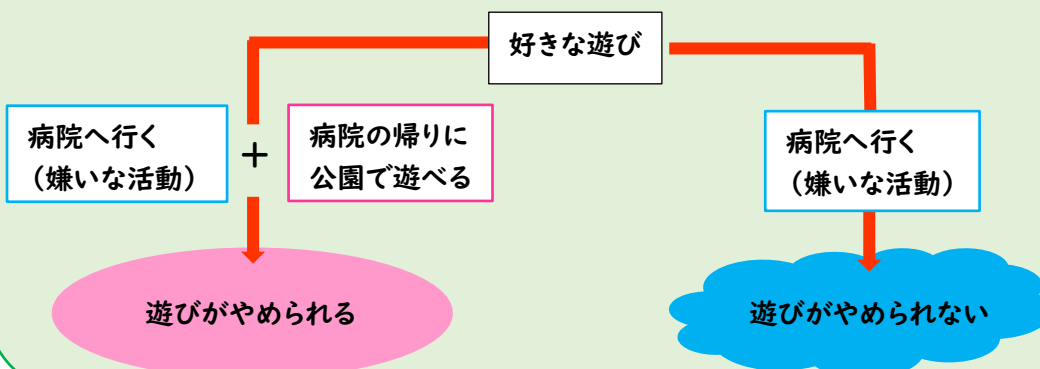 好きな遊び
病院へ行く
（嫌いな活動）
＋
病院の帰りに
公園で遊べる
病院へ行く
（嫌いな活動）
遊びがやめられる
遊びがやめられない